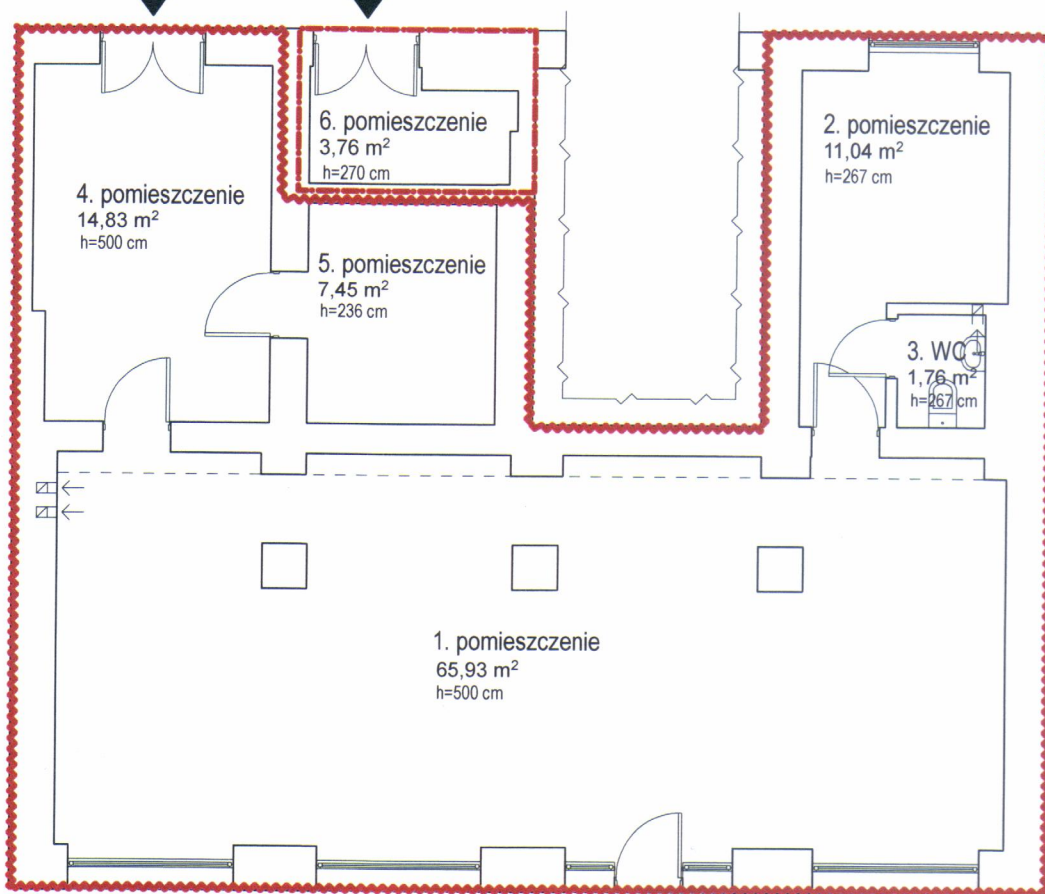 6. pomieszczenie
3,76 m²
h=270 cm
2. pomieszczenie
11,04 m²
h=267 cm
4. pomieszczenie
14,83 m²
h=500 cm
5. pomieszczenie
7,45 m²
h=236 cm
3. WC
1,76 m²
h=267 cm
1. pomieszczenie
65,93 m²
h=500 cm